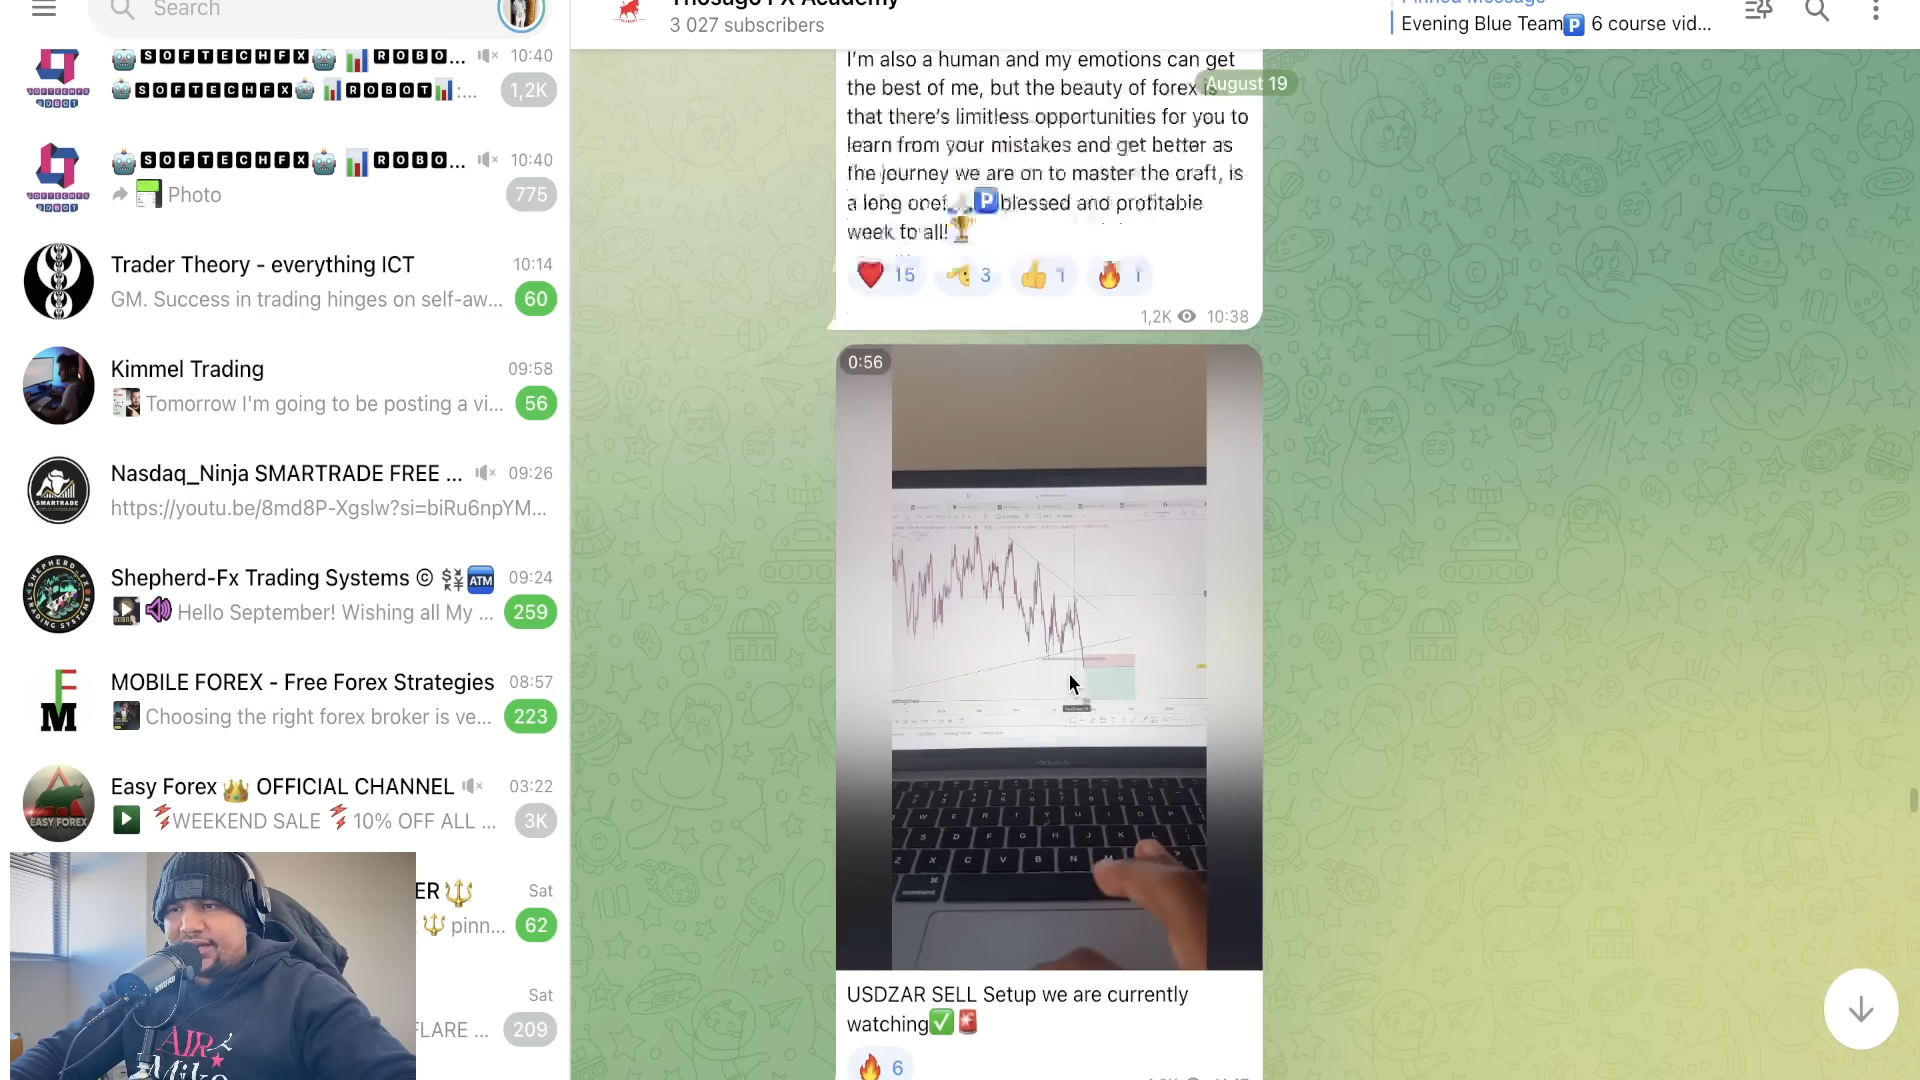 Search
🤖🆂🅾🅵🆃🅴🅲🅷🅵🆇🤖 📊🆁🅾🅱🅾... 10:40
🤖🆂🅾🅵🆃🅴🅲🅷🅵🆇🤖 📊🆁🅾🅱🅾🆃📊:... 1,2K
🤖🆂🅾🅵🆃🅴🅲🅷🅵🆇🤖 📊🆁🅾🅱🅾... 10:40
Photo 775
Trader Theory - everything ICT 10:14
GM. Success in trading hinges on self-aw... 60
Kimmel Trading 09:58
Tomorrow I'm going to be posting a vi... 56
Nasdaq_Ninja SMARTRADE FREE ... 09:26
https://youtu.be/8md8P-Xgslw?si=biRu6npYM...
Shepherd-Fx Trading Systems © 💱🏧 09:24
🔊 Hello September! Wishing all My ... 259
MOBILE FOREX - Free Forex Strategies 08:57
Choosing the right forex broker is ve... 223
Easy Forex 👑 OFFICIAL CHANNEL 03:22
⚡WEEKEND SALE ⚡10% OFF ALL ... 3K
ER🔱 Sat
🔱 pinn... 62
Sat
FLARE ... 209
SHURE
AIR
Mike
Thosago FX Academy
3 027 subscribers
Pinned Message
Evening Blue Team🅿️ 6 course vid...
August 19
I'm also a human and my emotions can get
the best of me, but the beauty of forex is
that there's limitless opportunities for you to
learn from your mistakes and get better as
the journey we are on to master the craft, is
a long one! 🅿️blessed and profitable
week to all!🏆
❤️ 15 3 👍 1 🔥 1
1,2K 10:38
0:56
command
USDZAR SELL Setup we are currently
watching✅🚨
🔥 6